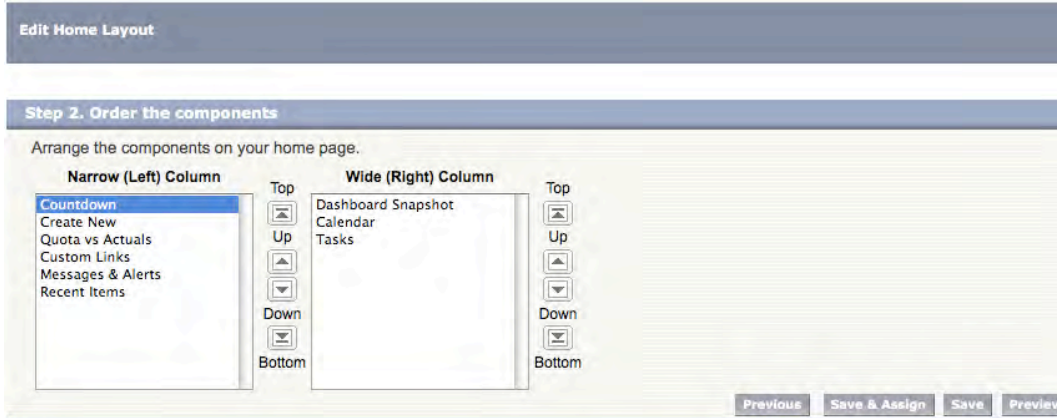 Edit Home Layout
Step 2. Order the components
Arrange the components on your home page.
Narrow (Left) Column
Countdown
Create New
Quota vs Actuals
Custom Links
Messages & Alerts
Recent Items
Top
Up
Down
Bottom
Wide (Right) Column
Dashboard Snapshot
Calendar
Tasks
Top
Up
Down
Bottom
Previous Save & Assign Save Preview